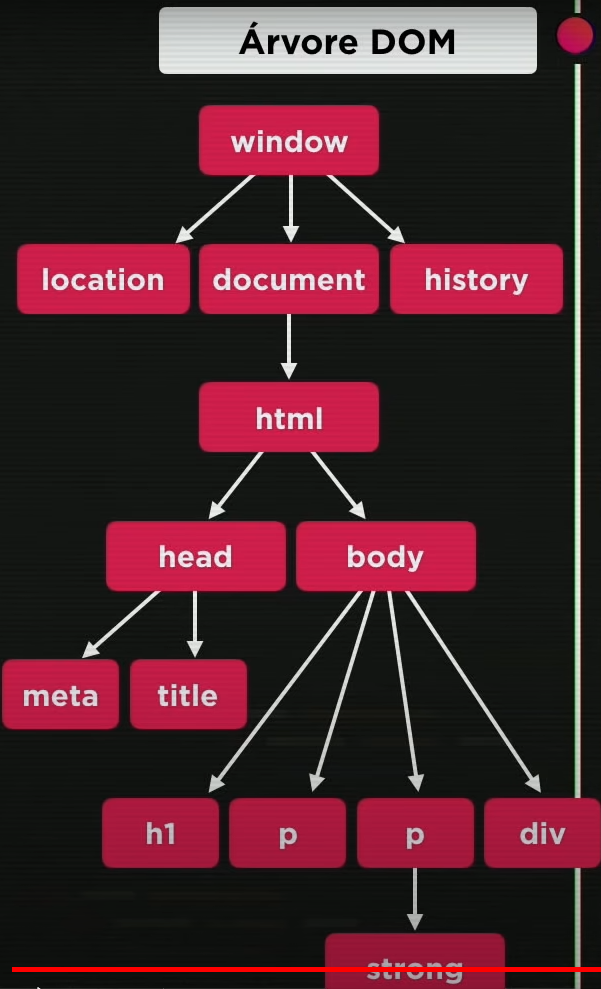 Árvore DOM
window
location document history
html
head body
meta title
h1 p p div
strong